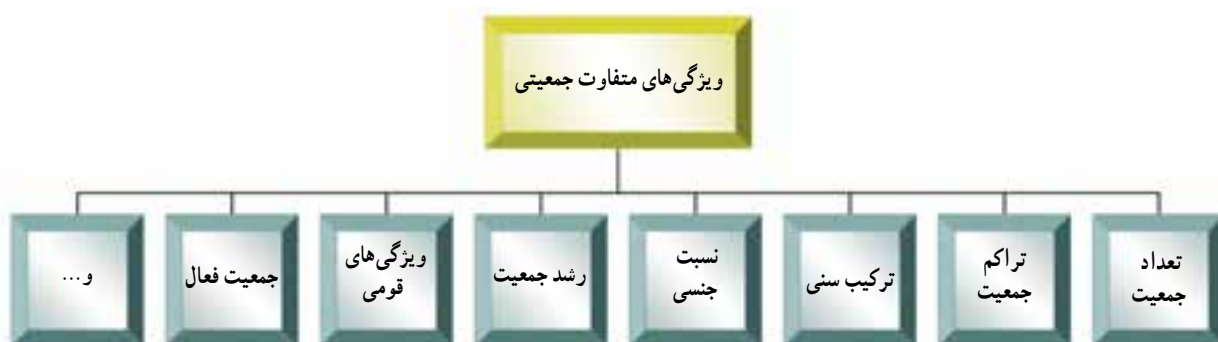 ویژگی‌های متفاوت جمعیتی
تعداد
جمعیت
تراکم
جمعیت
ترکیب سنی
نسبت
جنسی
رشد جمعیت
ویژگی‌های
قومی
جمعیت فعال
و...